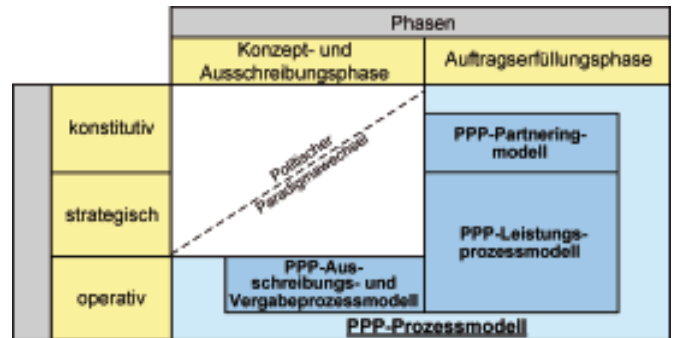 Phasen
Konzept- und
Ausschreibungsphase
Auftragserfüllungsphase
konstitutiv
Politischer
Paradigmawechsel
PPP-Partnering-
modell
strategisch
PPP-Leistungs-
prozessmodell
operativ
PPP-Aus-
schreibungs- und
Vergabeprozessmodell
PPP-Prozessmodell